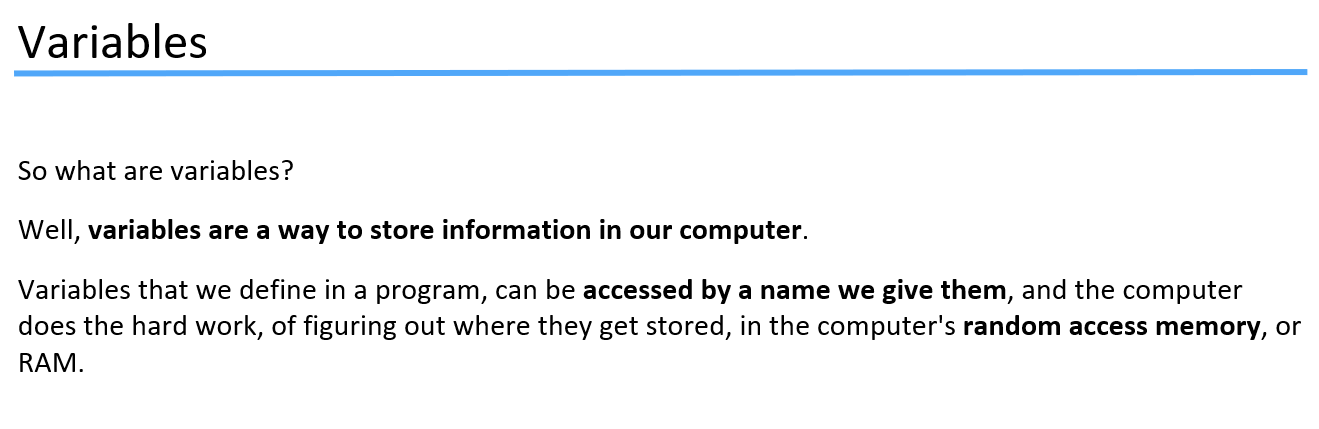 Variables
So what are variables?
Well, variables are a way to store information in our computer.
Variables that we define in a program, can be accessed by a name we give them, and the computer
does the hard work, of figuring out where they get stored, in the computer's random access memory, or
RAM.